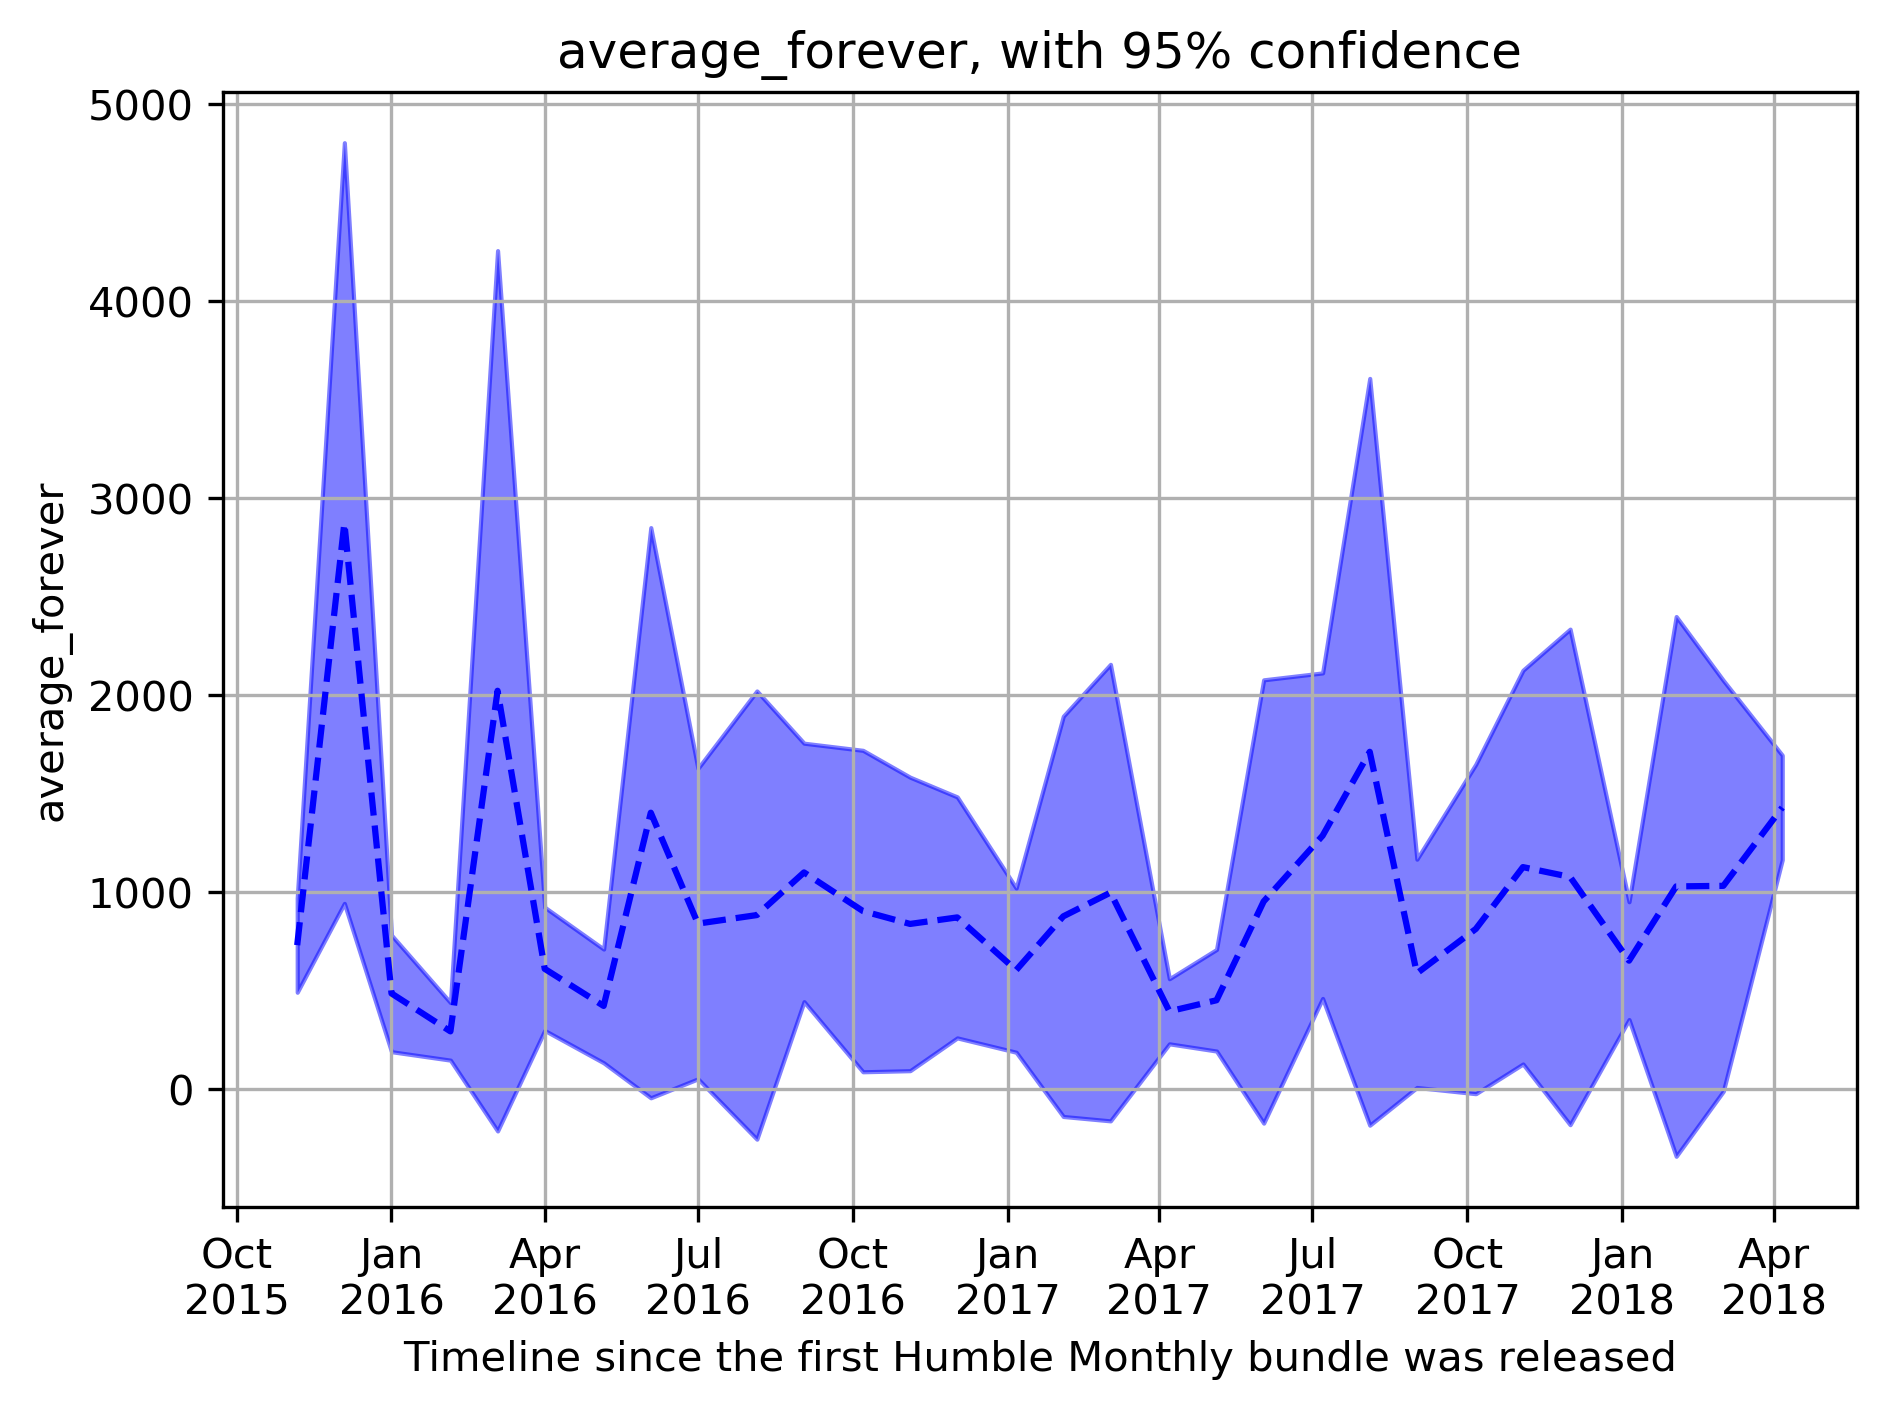 average_forever, with 95% confidence
average_forever
5000
4000
3000
2000
1000
0
Oct Jan Apr Jul Oct Jan Apr Jul Oct Jan Apr
2015 2016 2016 2016 2016 2017 2017 2017 2017 2018 2018
Timeline since the first Humble Monthly bundle was released